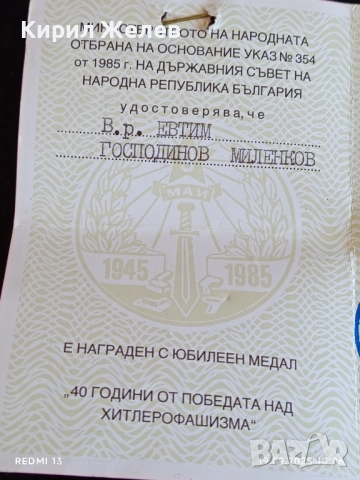 Кирил Желев
МИНИСТЕРСТВОТО НА НАРОДНАТА
ОТБРАНА НА ОСНОВАНИЕ УКАЗ № 354
от 1985 г. НА ДЪРЖАВНИЯ СЪВЕТ НА
НАРОДНА РЕПУБЛИКА БЪЛГАРИЯ
удостоверява, че
В.р. ЕВТИМ
ГОСПОДИНОВ МИЛЕНКОВ
МАЙ
1945 1985
Е НАГРАДЕН С ЮБИЛЕЕН МЕДАЛ
„40 ГОДИНИ ОТ ПОБЕДАТА НАД
ХИТЛЕРОФАШИЗМА“
REDMI 13
BAZAR